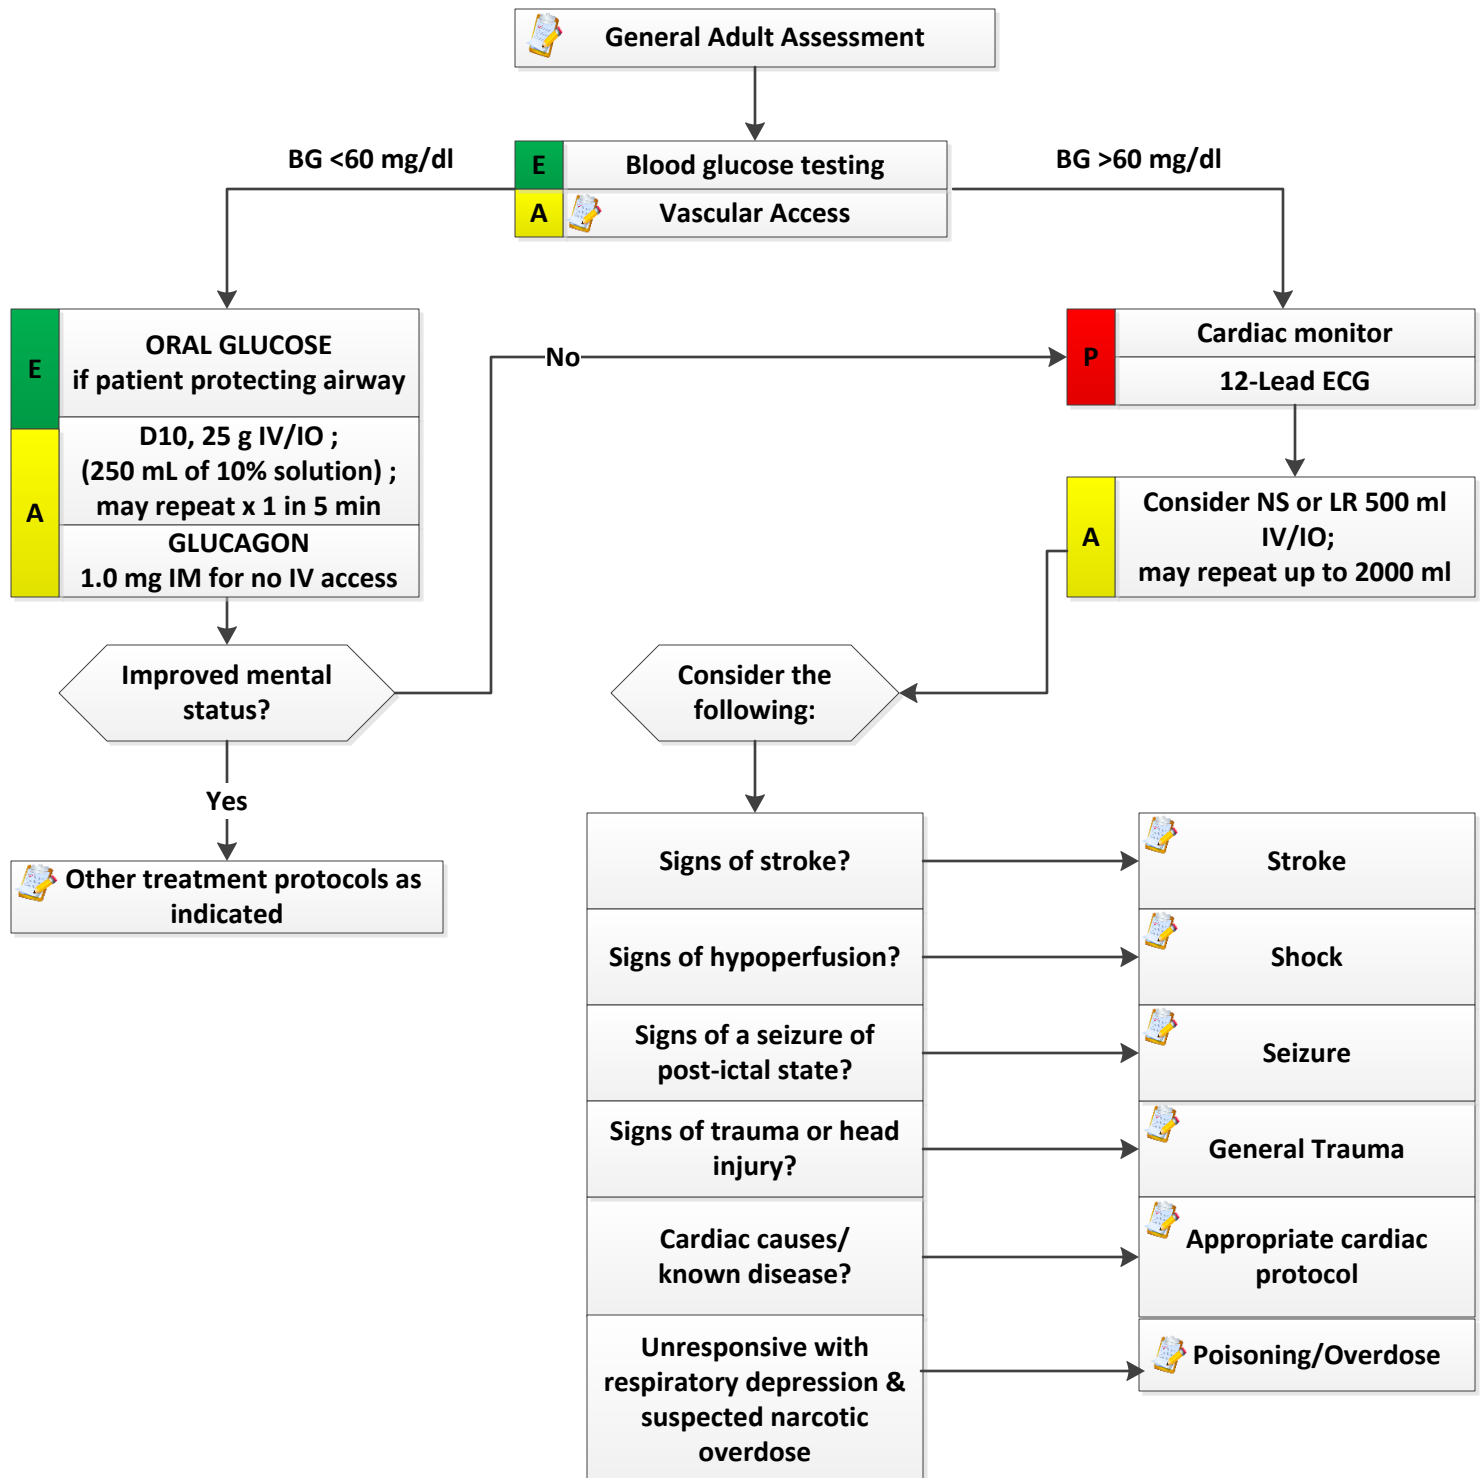 General Adult Assessment
BG <60 mg/dl
E
Blood glucose testing
BG >60 mg/dl
A
Vascular Access
E
ORAL GLUCOSE
if patient protecting airway
A
D10, 25 g IV/IO ;
(250 mL of 10% solution) ;
may repeat x 1 in 5 min
GLUCAGON
1.0 mg IM for no IV access
No
P
Cardiac monitor
12-Lead ECG
A
Consider NS or LR 500 ml
IV/IO;
may repeat up to 2000 ml
Improved mental
status?
Yes
Other treatment protocols as
indicated
Consider the
following:
Signs of stroke?
Stroke
Signs of hypoperfusion?
Shock
Signs of a seizure of
post-ictal state?
Seizure
Signs of trauma or head
injury?
General Trauma
Cardiac causes/
known disease?
Appropriate cardiac
protocol
Unresponsive with
respiratory depression &
suspected narcotic
overdose
Poisoning/Overdose